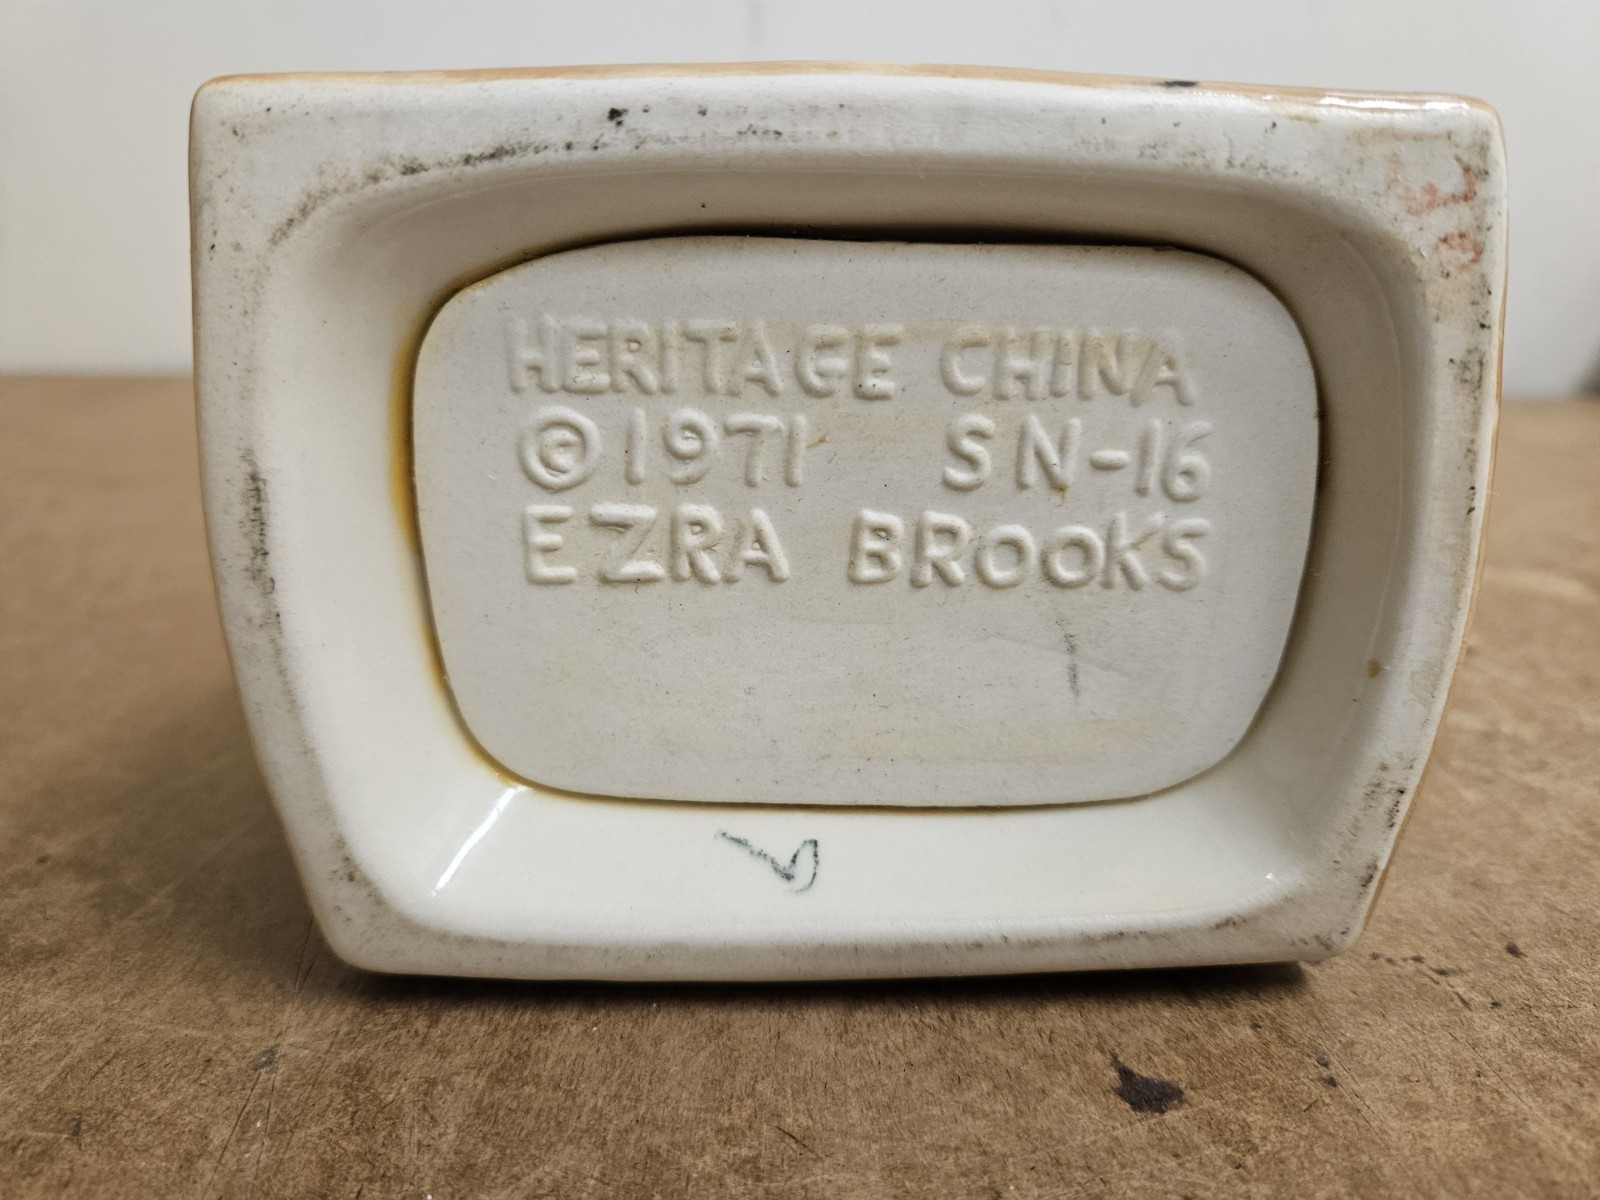 HERITAGE CHINA
©1971 SN-16
EZRA BROOKS